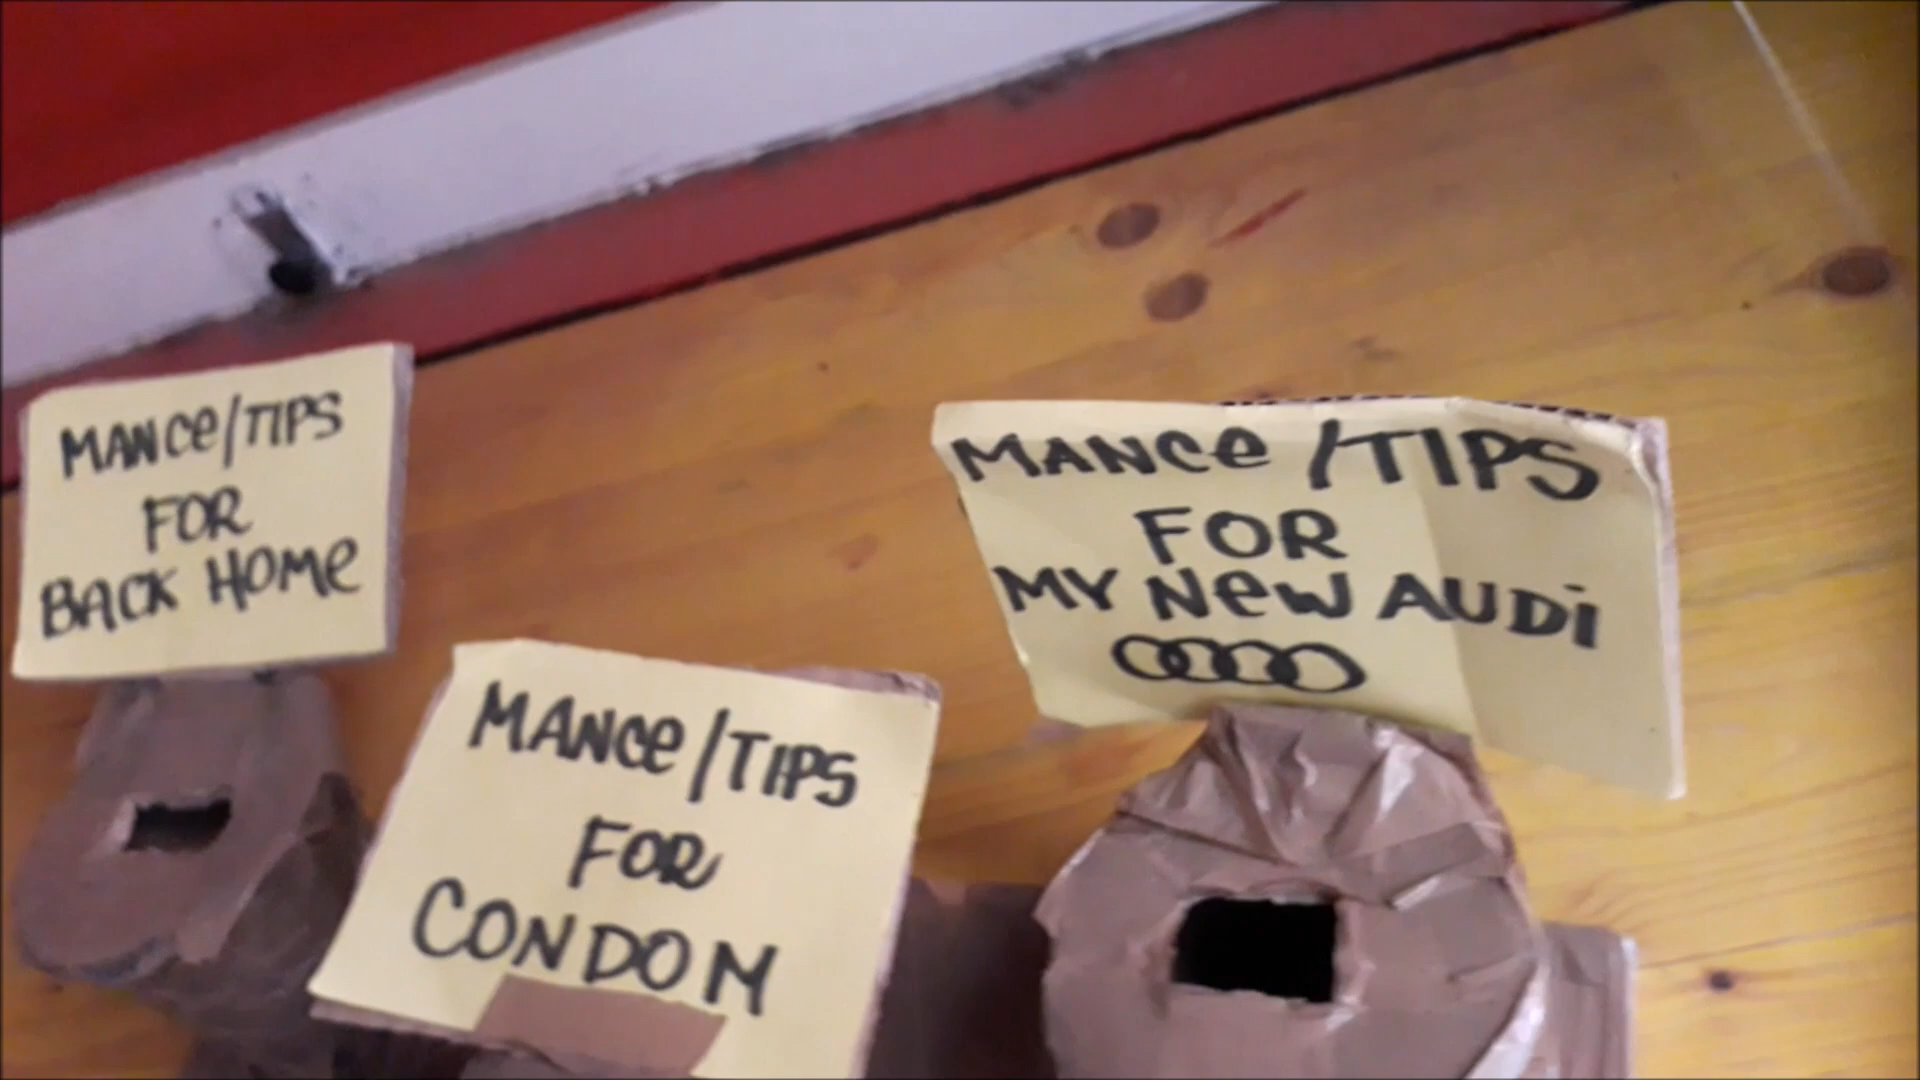 MANCe/TIPS
FOR
BACK HOMe
MANce/TIPS
FOR
CONDOM
MANCe/TIPS
FOR
MY New AUDi